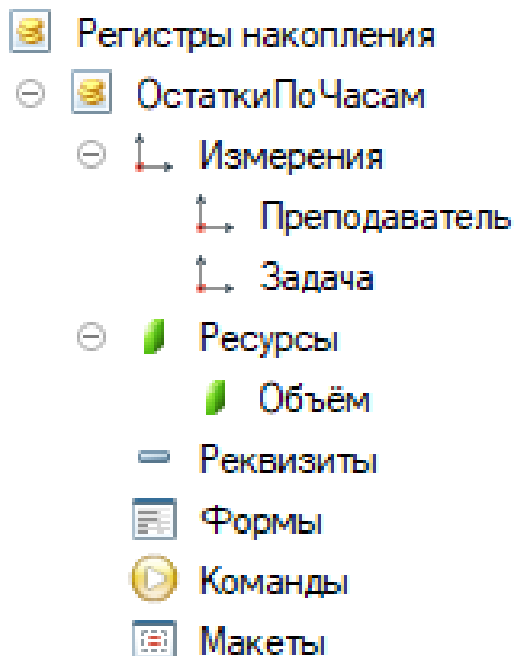 Регистры накопления
ОстаткиПоЧасам
Измерения
Преподаватель
Задача
Ресурсы
Объём
Реквизиты
Формы
Команды
Макеты